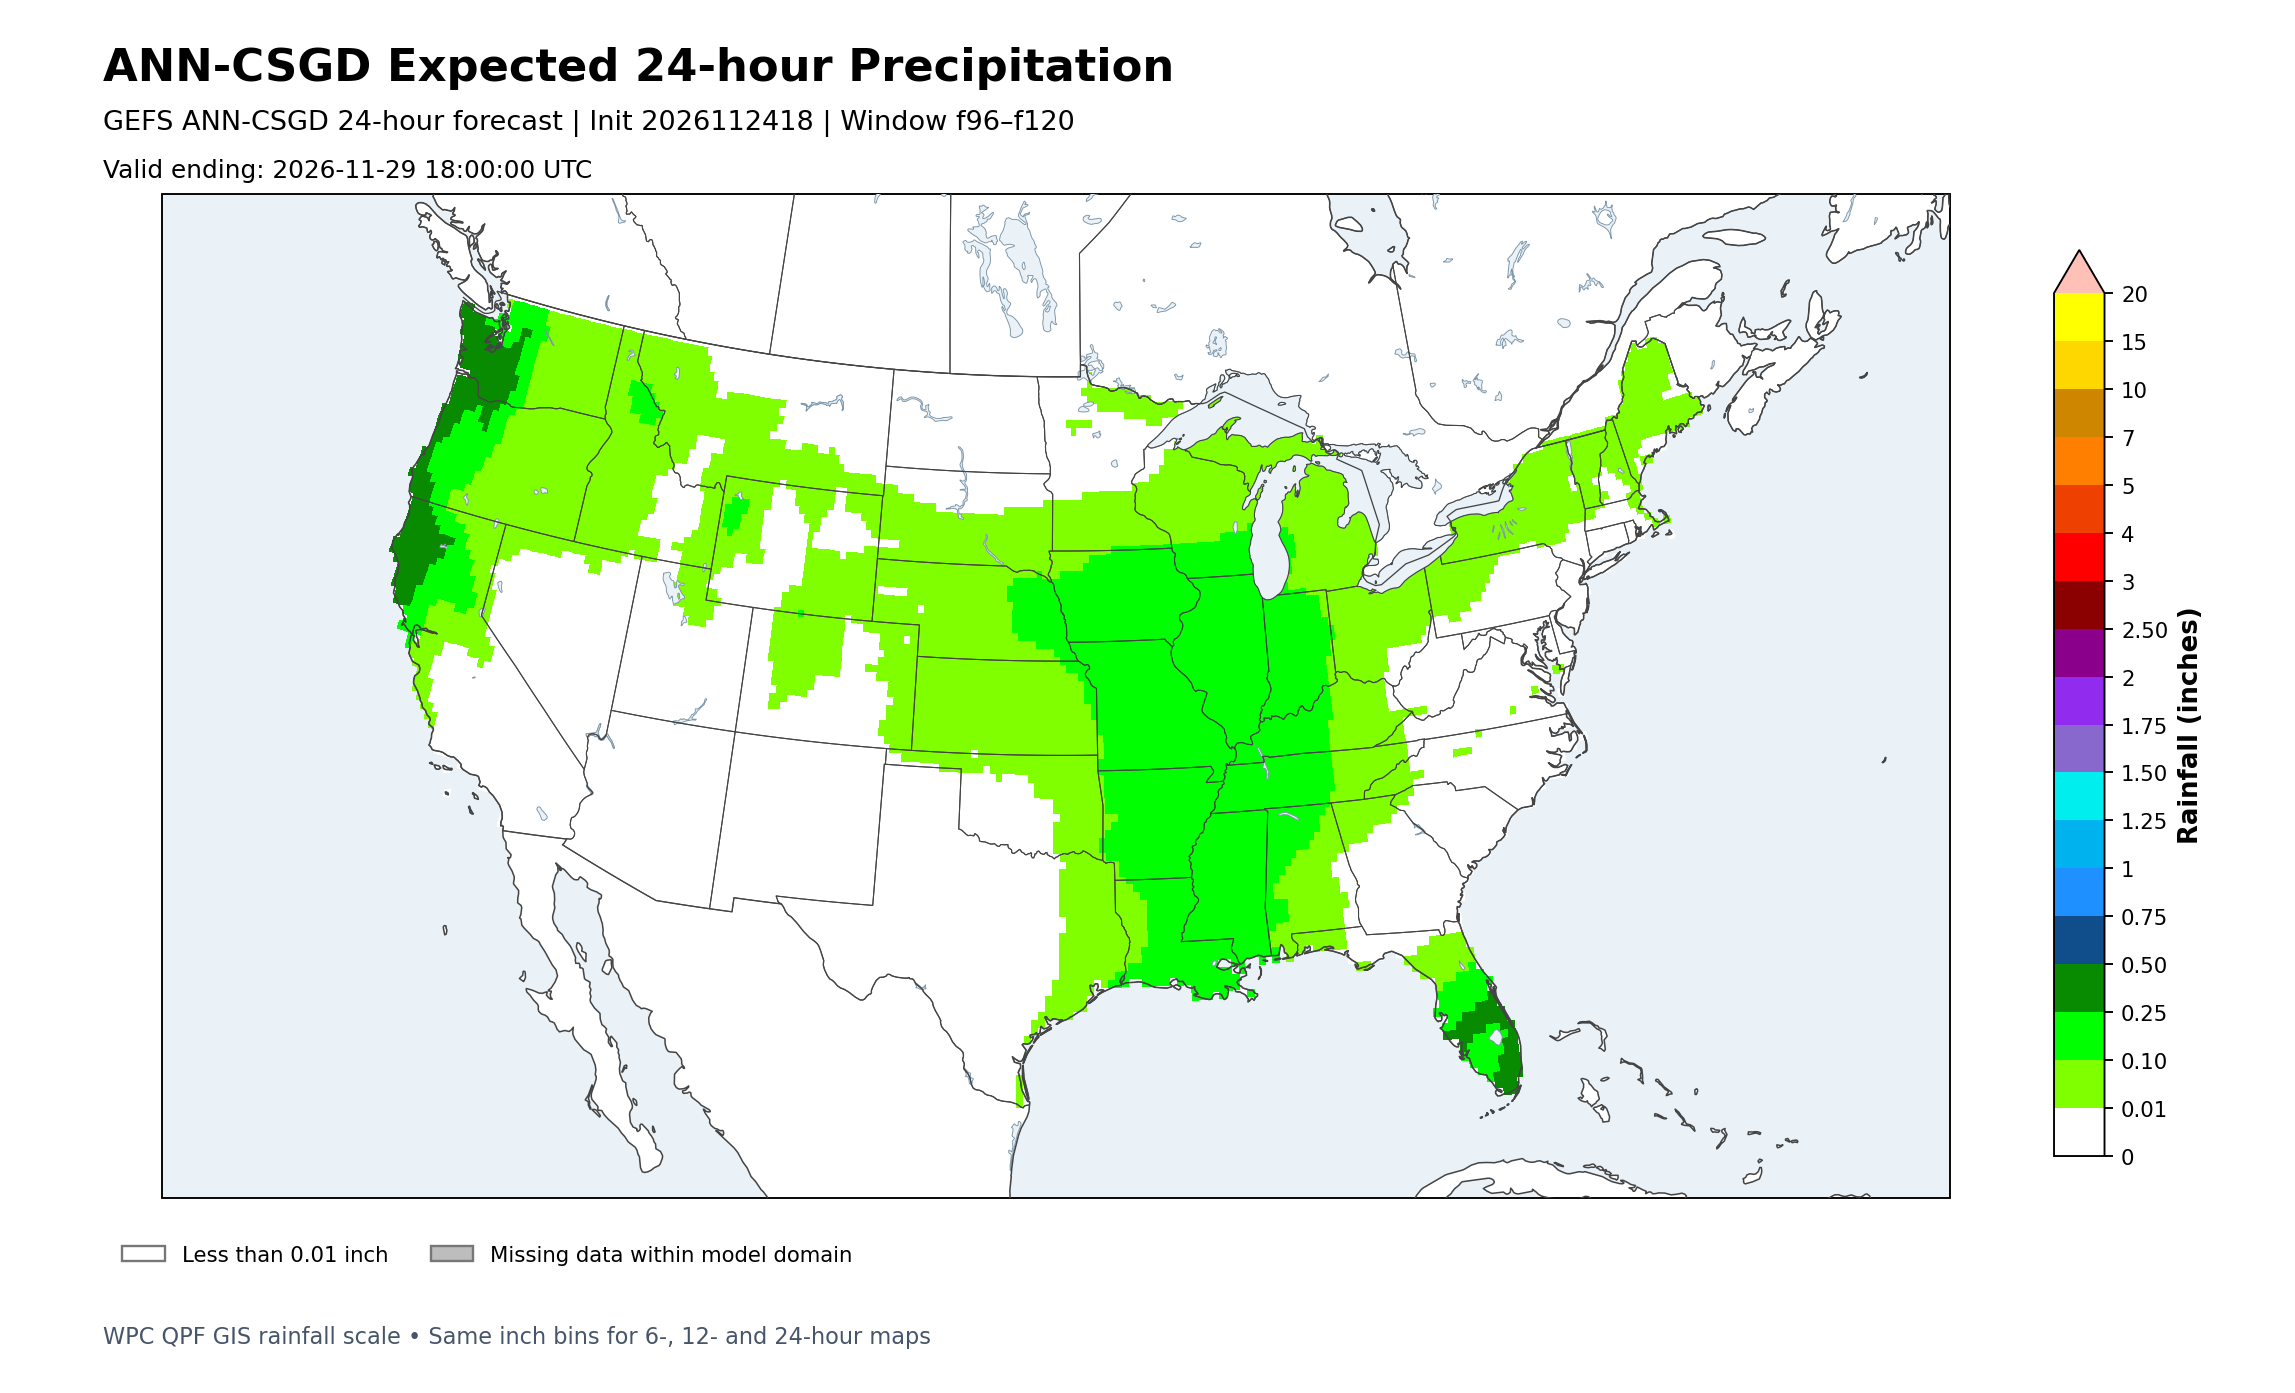 ANN-CSGD Expected 24-hour Precipitation
GEFS ANN-CSGD 24-hour forecast | Init 2026112418 | Window f96–f120
Valid ending: 2026-11-29 18:00:00 UTC
20
15
10
7
5
4
3
2.50
2
1.75
1.50
1.25
1
0.75
0.50
0.25
0.10
0.01
0
Rainfall (inches)
Less than 0.01 inch
Missing data within model domain
WPC QPF GIS rainfall scale • Same inch bins for 6-, 12- and 24-hour maps